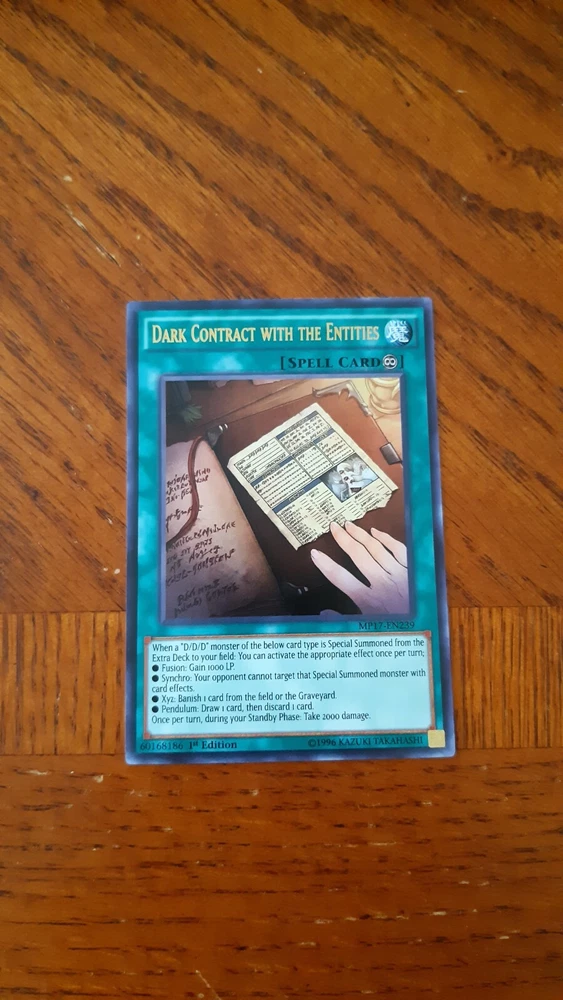 DARK CONTRACT WITH THE ENTITIES
[SPELL CARD]
MP17-EN239
When a "D/D/D" monster of the below card type is Special Summoned from the
Extra Deck to your field: You can activate the appropriate effect once per turn;
● Fusion: Gain 1000 LP.
● Synchro: Your opponent cannot target that Special Summoned monster with
card effects.
● Xyz: Banish 1 card from the field or the Graveyard.
● Pendulum: Draw 1 card, then discard 1 card.
Once per turn, during your Standby Phase: Take 2000 damage.
60168186 1st Edition ©1996 KAZUKI TAKAHASHI